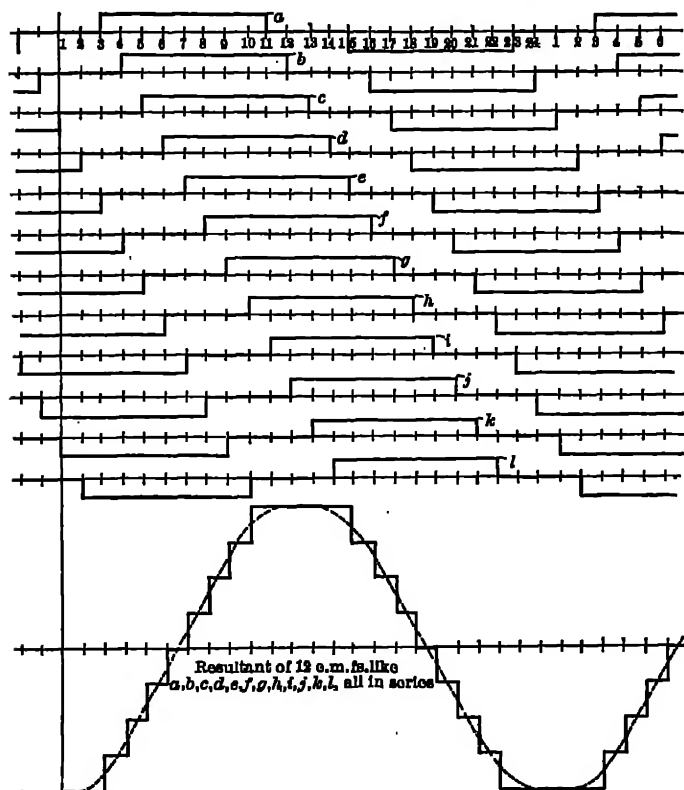 a
1 2 3 4 5 6 7 8 9 10 11 12 13 14 15 16 17 18 19 20 21 22 23 24 1 2 3 4 5 6
b
c
d
e
f
g
h
i
j
k
l
Resultant of 12 e.m.fs.like
a,b,c,d,e,f,g,h,i,j,k,l, all in series